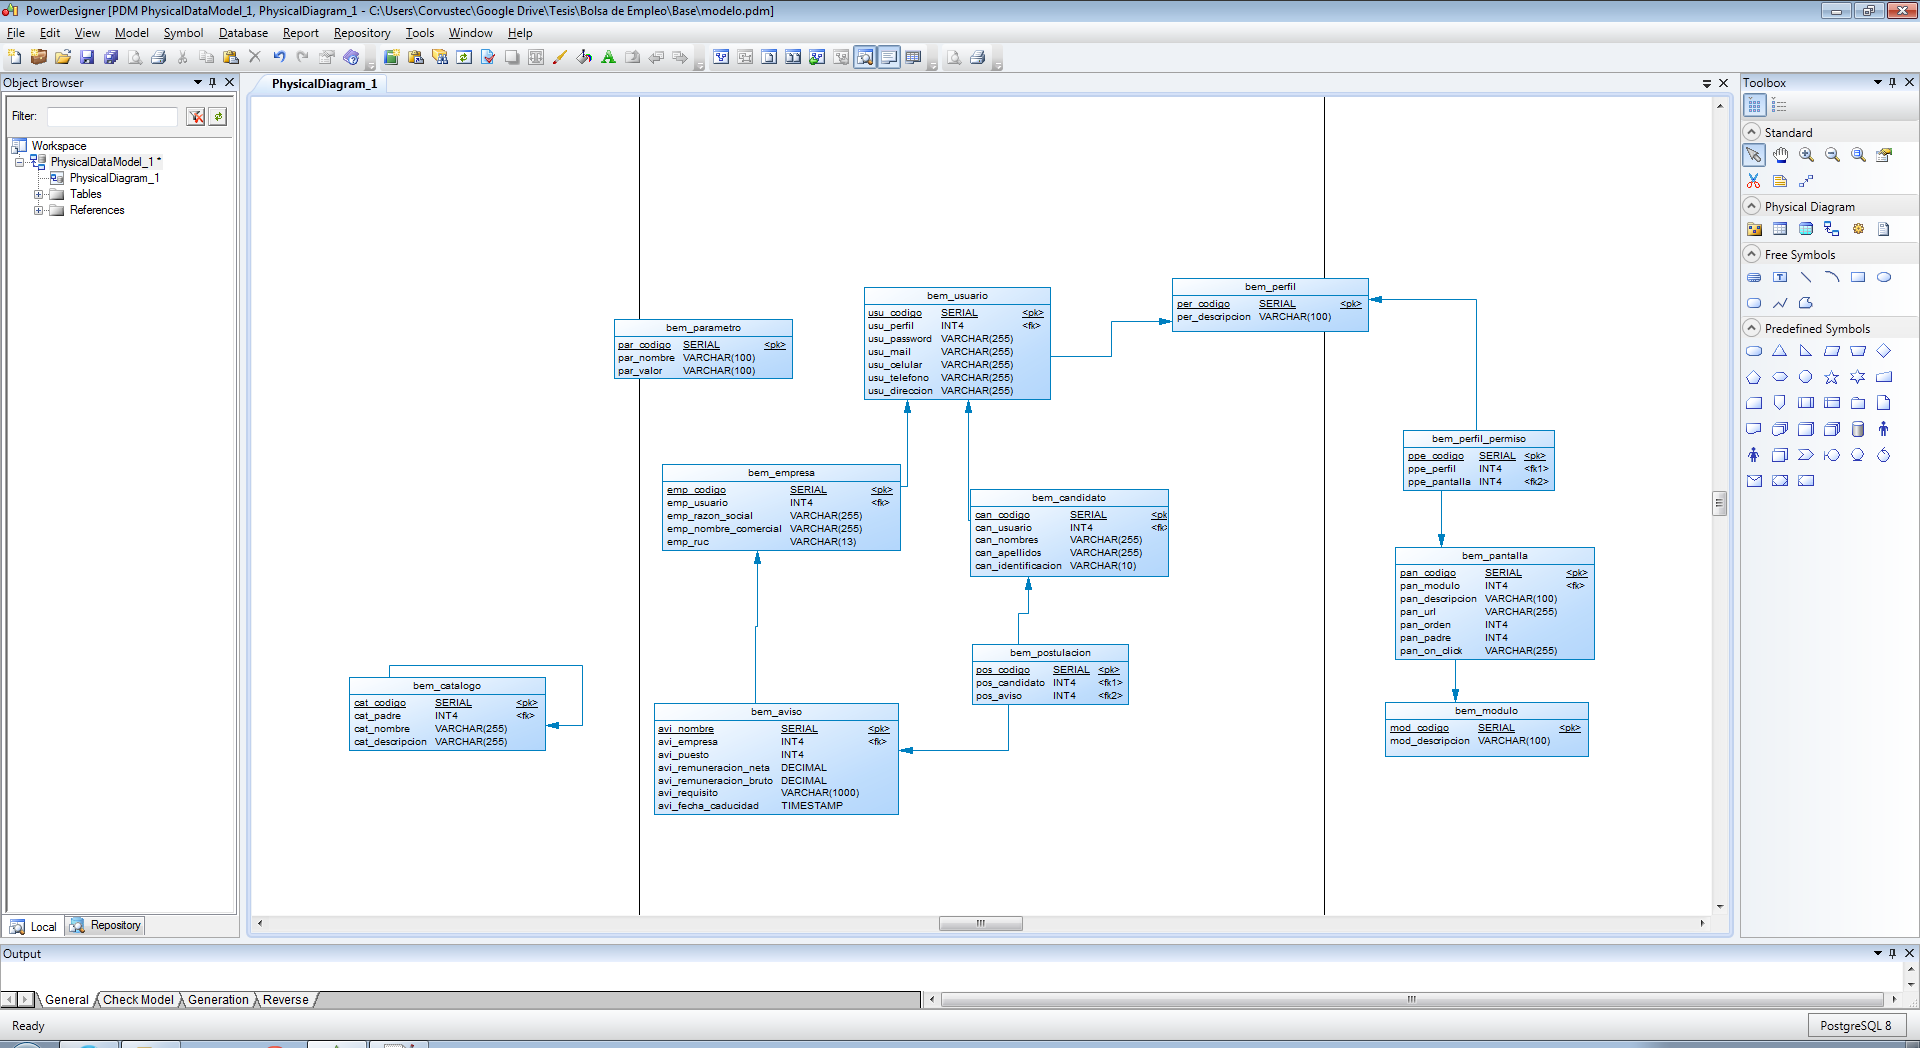 PowerDesigner [PDM PhysicalDataModel_1, PhysicalDiagram_1 - C:\Users\Corvustec\Google Drive\Tesis\Bolsa de Empleo\Base\modelo.pdm]
File Edit View Model Symbol Database Report Repository Tools Window Help
Object Browser
Filter:
Workspace
PhysicalDataModel_1 *
PhysicalDiagram_1
Tables
References
Local Repository
PhysicalDiagram_1
bem_parametro
par_codigo SERIAL <pk>
par_nombre VARCHAR(100)
par_valor VARCHAR(100)
bem_usuario
usu_codigo SERIAL <pk>
usu_perfil INT4 <fk>
usu_password VARCHAR(255)
usu_mail VARCHAR(255)
usu_celular VARCHAR(255)
usu_telefono VARCHAR(255)
usu_direccion VARCHAR(255)
bem_perfil
per_codigo SERIAL <pk>
per_descripcion VARCHAR(100)
bem_perfil_permiso
ppe_codigo SERIAL <pk>
ppe_perfil INT4 <fk1>
ppe_pantalla INT4 <fk2>
bem_empresa
emp_codigo SERIAL <pk>
emp_usuario INT4 <fk>
emp_razon_social VARCHAR(255)
emp_nombre_comercial VARCHAR(255)
emp_ruc VARCHAR(13)
bem_candidato
can_codigo SERIAL <pk
can_usuario INT4 <fk
can_nombres VARCHAR(255)
can_apellidos VARCHAR(255)
can_identificacion VARCHAR(10)
bem_pantalla
pan_codigo SERIAL <pk>
pan_modulo INT4 <fk>
pan_descripcion VARCHAR(100)
pan_url VARCHAR(255)
pan_orden INT4
pan_padre INT4
pan_on_click VARCHAR(255)
bem_postulacion
pos_codigo SERIAL <pk>
pos_candidato INT4 <fk1>
pos_aviso INT4 <fk2>
bem_catalogo
cat_codigo SERIAL <pk>
cat_padre INT4 <fk>
cat_nombre VARCHAR(255)
cat_descripcion VARCHAR(255)
bem_aviso
avi_nombre SERIAL <pk>
avi_empresa INT4 <fk>
avi_puesto INT4
avi_remuneracion_neta DECIMAL
avi_remuneracion_bruto DECIMAL
avi_requisito VARCHAR(1000)
avi_fecha_caducidad TIMESTAMP
bem_modulo
mod_codigo SERIAL <pk>
mod_descripcion VARCHAR(100)
Toolbox
Standard
Physical Diagram
Free Symbols
Predefined Symbols
Output
General Check Model Generation Reverse
Ready
PostgreSQL 8